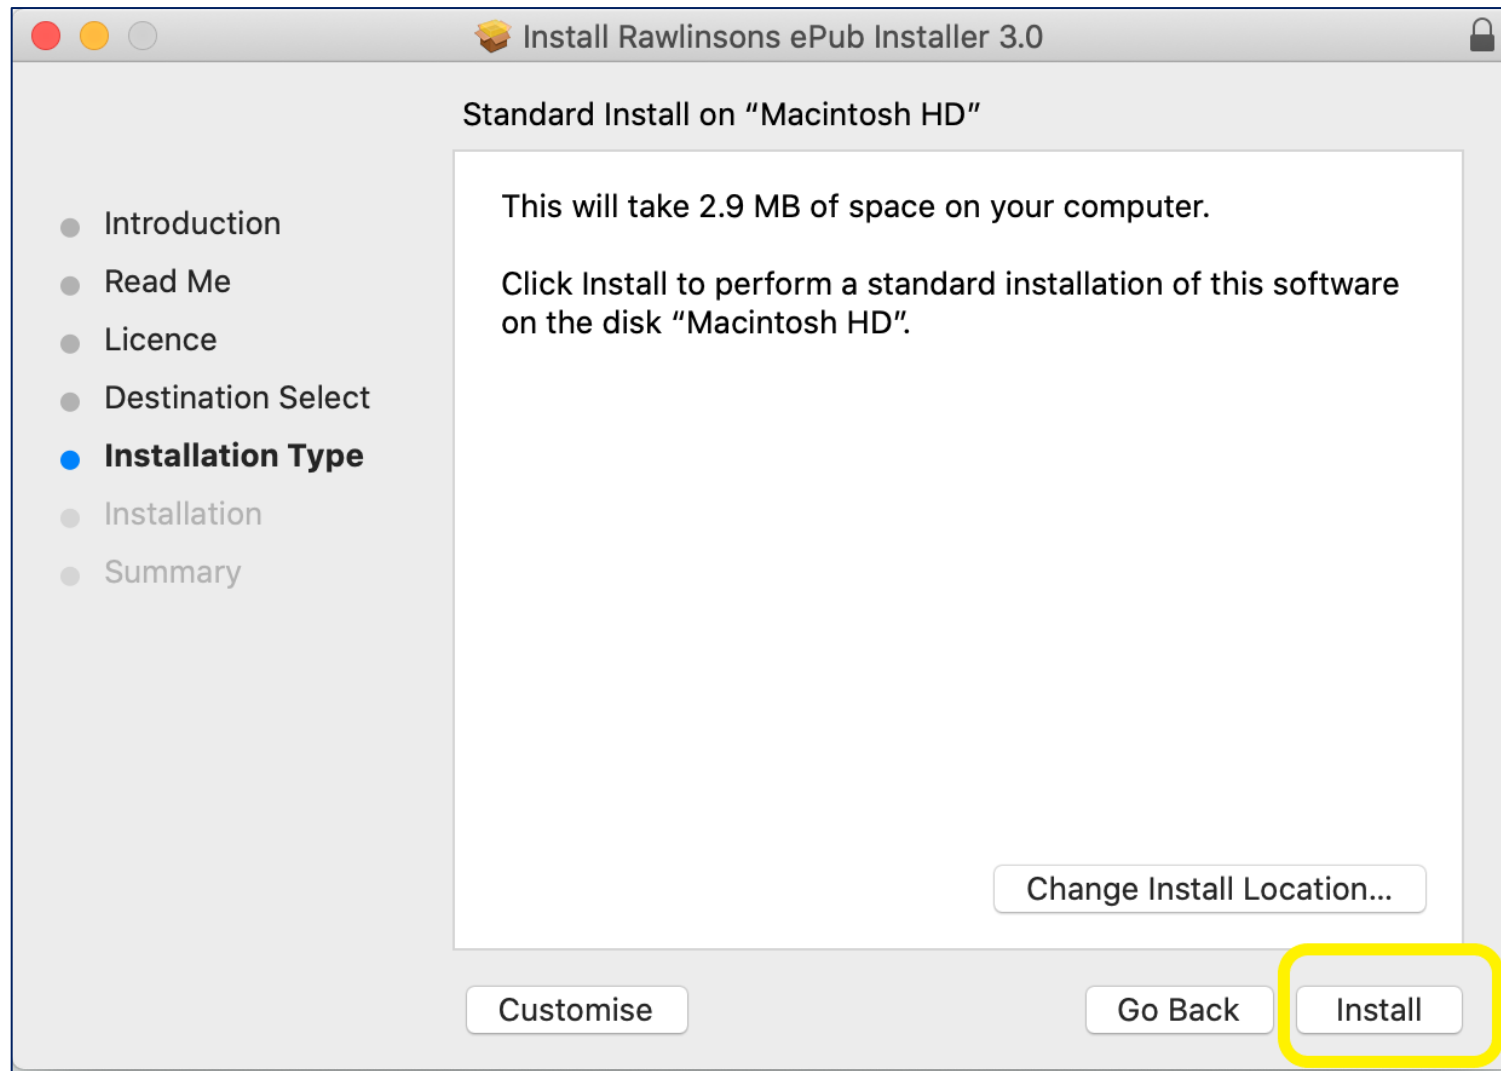 Install Rawlinsons ePub Installer 3.0
Standard Install on “Macintosh HD”
Introduction
Read Me
Licence
Destination Select
Installation Type
Installation
Summary
This will take 2.9 MB of space on your computer.
Click Install to perform a standard installation of this software
on the disk “Macintosh HD”.
Change Install Location...
Customise
Go Back
Install